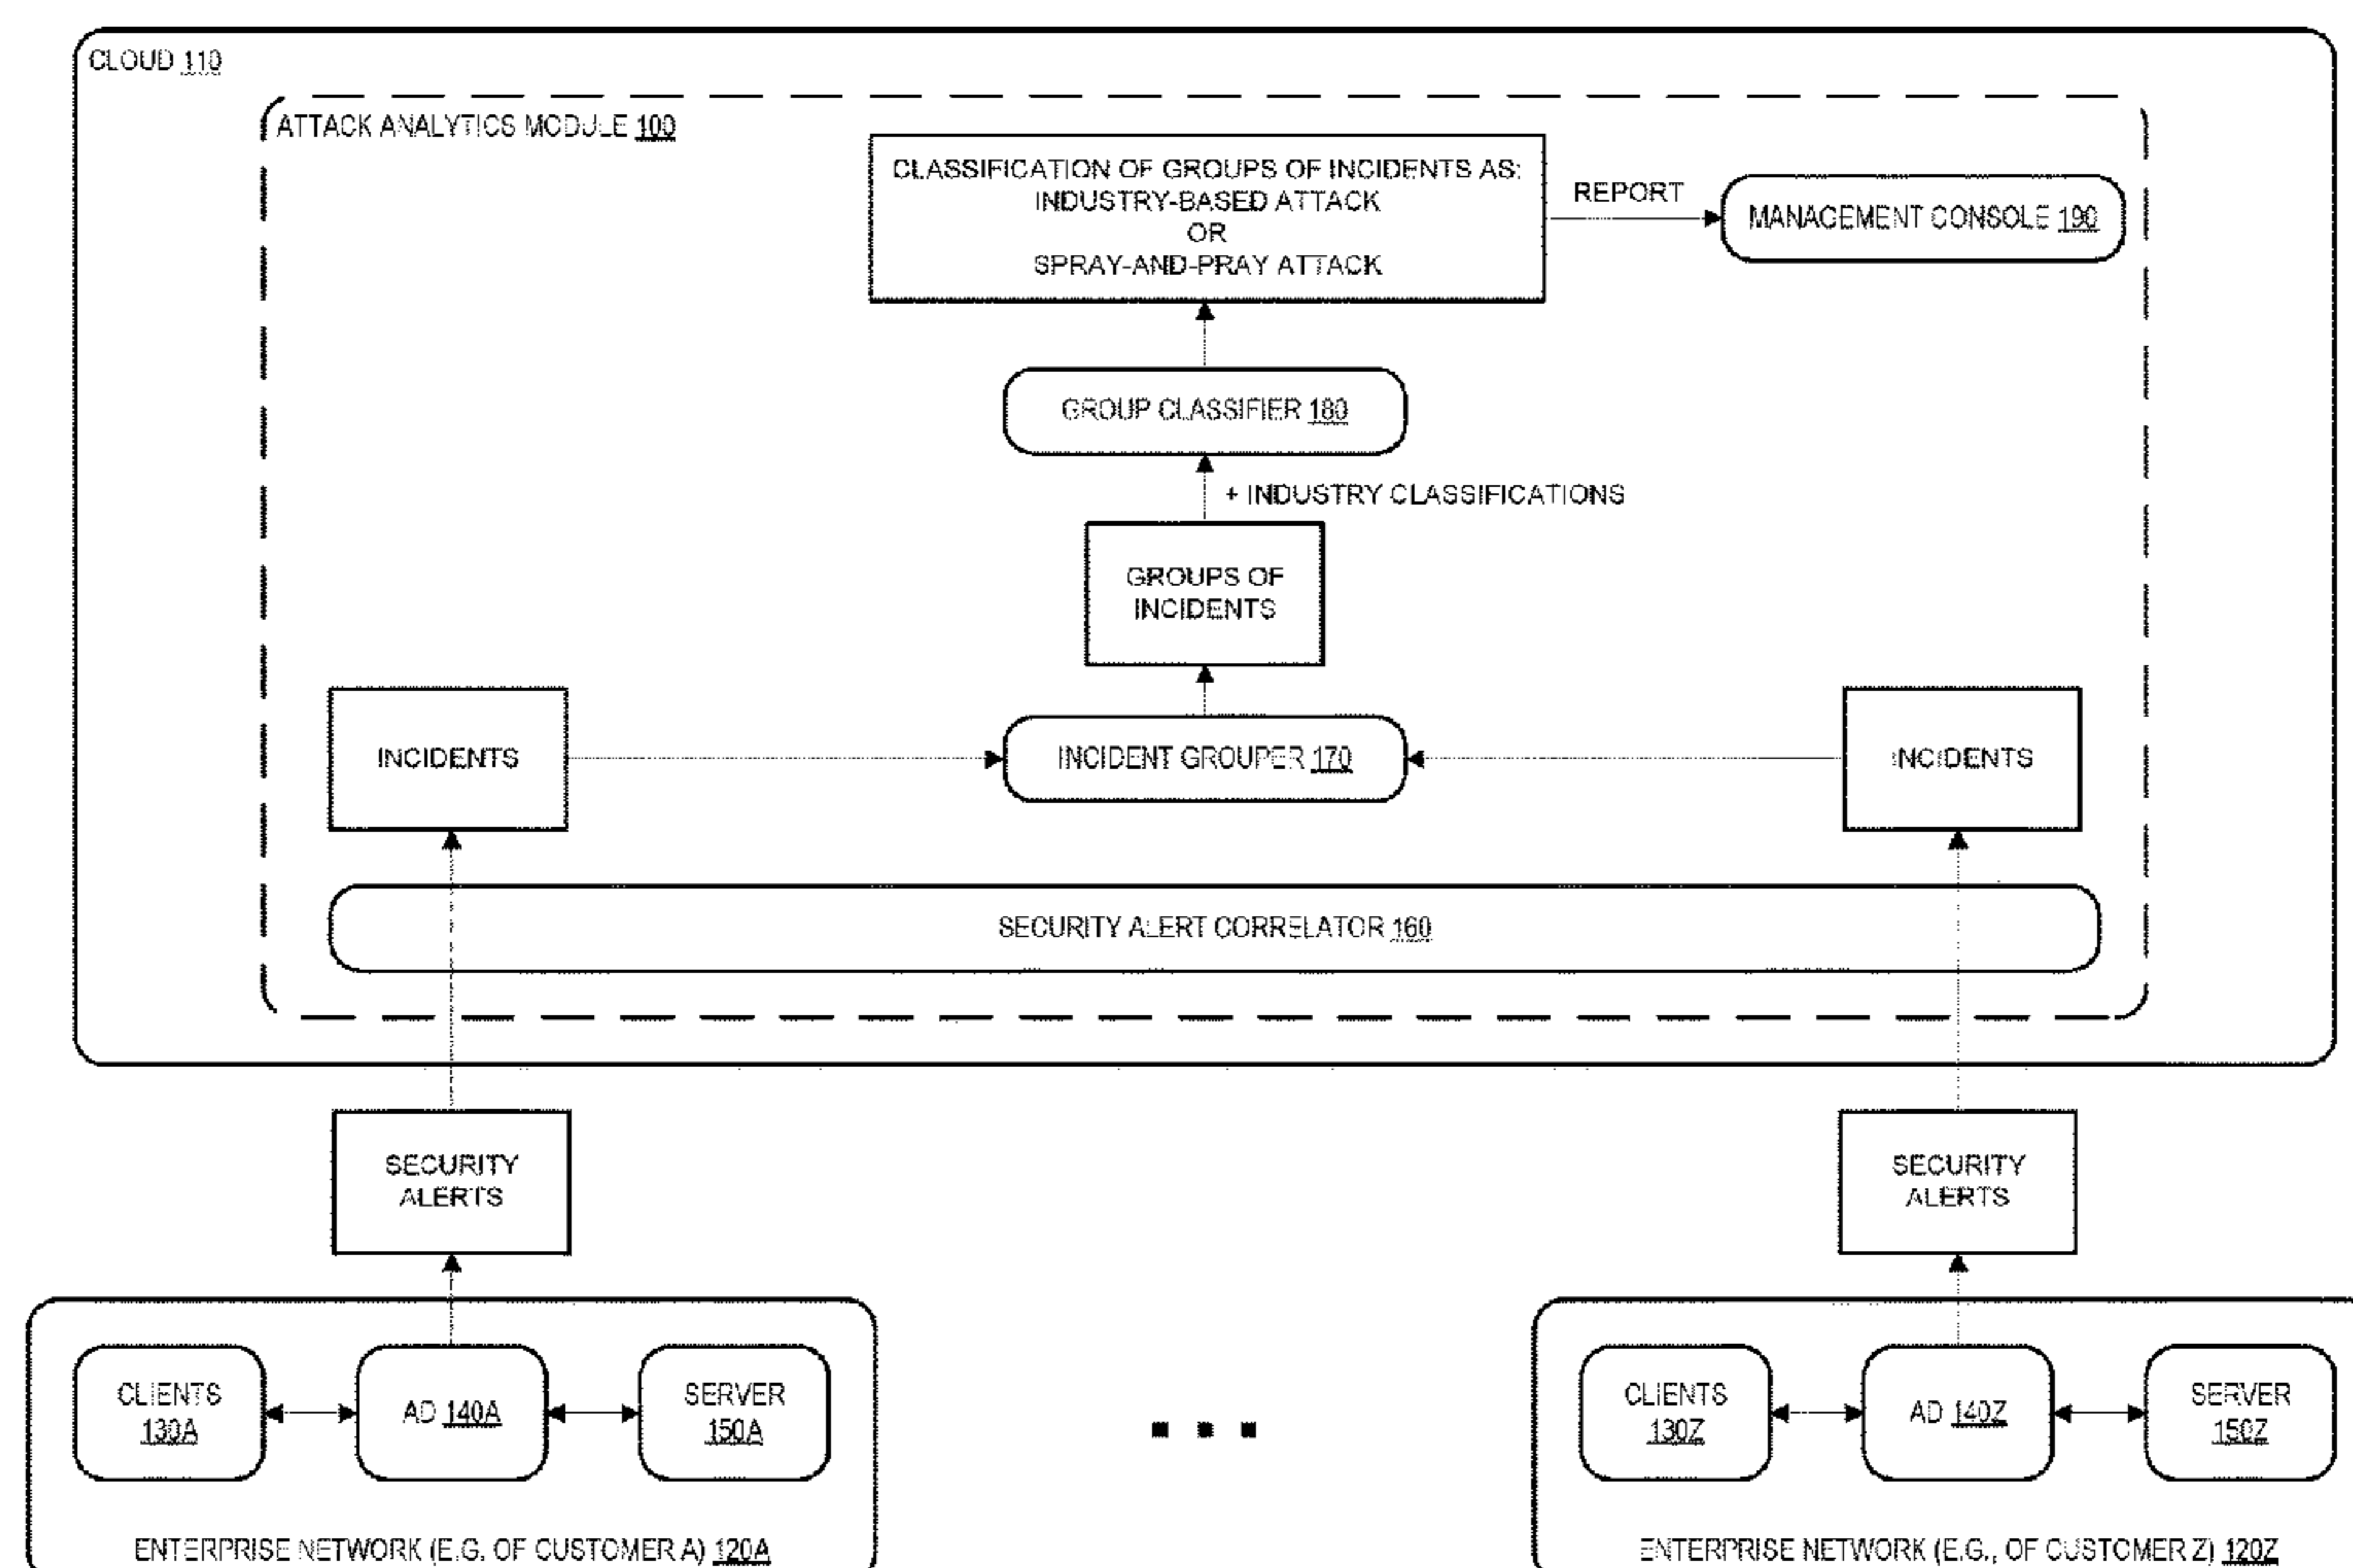 CLOUD 110
ATTACK ANALYTICS MODULE 100
CLASSIFICATION OF GROUPS OF INCIDENTS AS:
INDUSTRY-BASED ATTACK
OR
SPRAY-AND-PRAY ATTACK
REPORT
MANAGEMENT CONSOLE 190
GROUP CLASSIFIER 180
+ INDUSTRY CLASSIFICATIONS
GROUPS OF
INCIDENTS
INCIDENTS
INCIDENT GROUPER 170
INCIDENTS
SECURITY ALERT CORRELATOR 160
SECURITY
ALERTS
SECURITY
ALERTS
CLIENTS
130A
AD 140A
SERVER
150A
ENTERPRISE NETWORK (E.G. OF CUSTOMER A) 120A
CLIENTS
130Z
AD 140Z
SERVER
150Z
ENTERPRISE NETWORK (E.G., OF CUSTOMER Z) 120Z